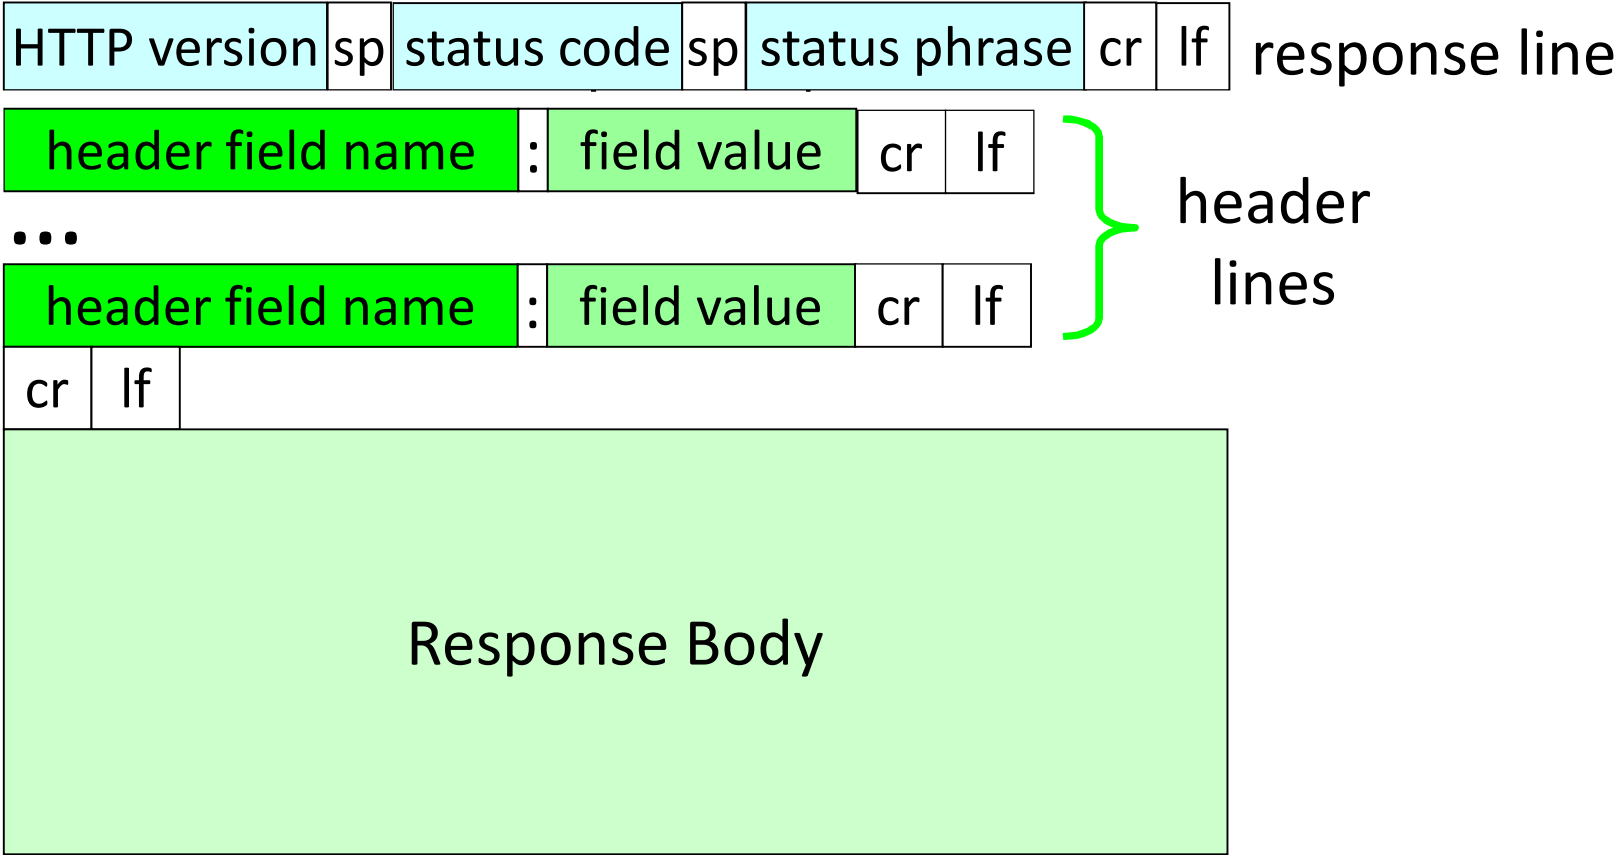 HTTP version sp status code sp status phrase cr lf response line
header field name : field value cr lf
header
lines
...
header field name : field value cr lf
cr lf
Response Body